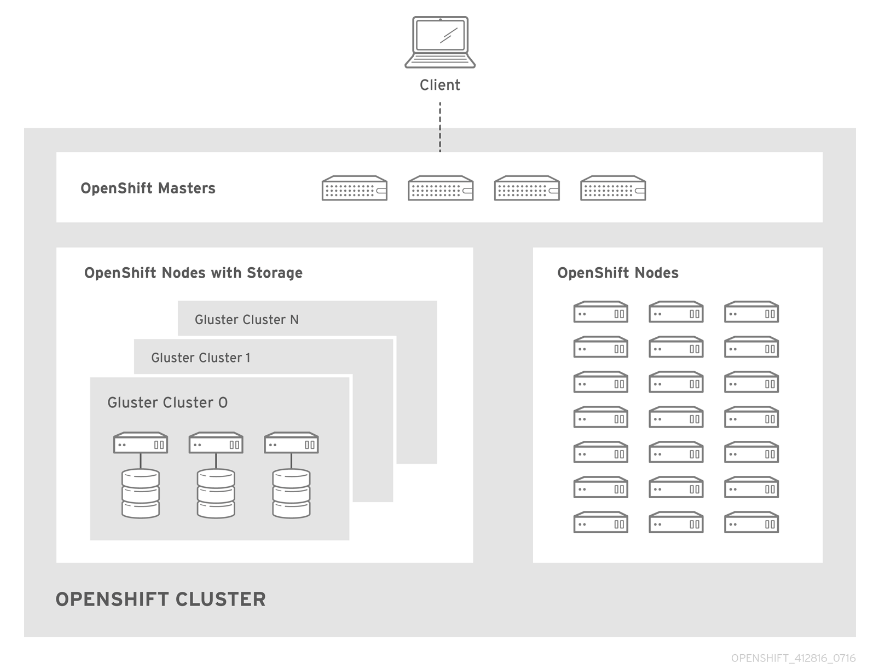 Client
OpenShift Masters
OpenShift Nodes with Storage
Gluster Cluster N
Gluster Cluster 1
Gluster Cluster 0
OpenShift Nodes
OPENSHIFT CLUSTER
OPENSHIFT_412816_0716